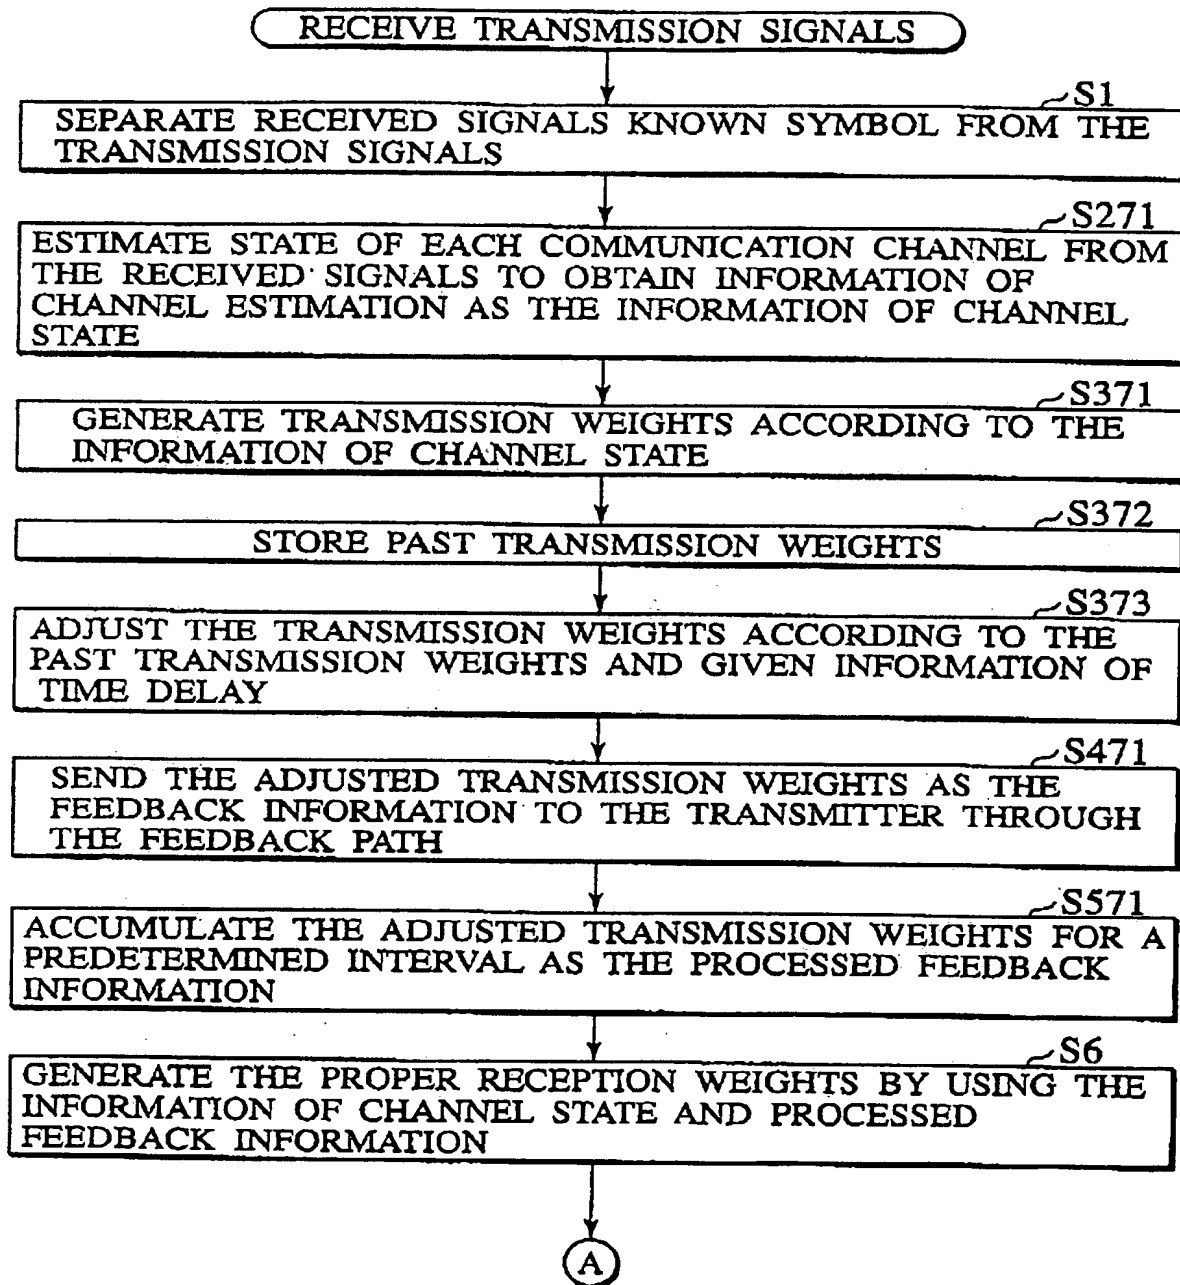 RECEIVE TRANSMISSION SIGNALS
S1
SEPARATE RECEIVED SIGNALS KNOWN SYMBOL FROM THE
TRANSMISSION SIGNALS
S271
ESTIMATE STATE OF EACH COMMUNICATION CHANNEL FROM
THE RECEIVED SIGNALS TO OBTAIN INFORMATION OF
CHANNEL ESTIMATION AS THE INFORMATION OF CHANNEL
STATE
S371
GENERATE TRANSMISSION WEIGHTS ACCORDING TO THE
INFORMATION OF CHANNEL STATE
S372
STORE PAST TRANSMISSION WEIGHTS
S373
ADJUST THE TRANSMISSION WEIGHTS ACCORDING TO THE
PAST TRANSMISSION WEIGHTS AND GIVEN INFORMATION OF
TIME DELAY
S471
SEND THE ADJUSTED TRANSMISSION WEIGHTS AS THE
FEEDBACK INFORMATION TO THE TRANSMITTER THROUGH
THE FEEDBACK PATH
S571
ACCUMULATE THE ADJUSTED TRANSMISSION WEIGHTS FOR A
PREDETERMINED INTERVAL AS THE PROCESSED FEEDBACK
INFORMATION
S6
GENERATE THE PROPER RECEPTION WEIGHTS BY USING THE
INFORMATION OF CHANNEL STATE AND PROCESSED
FEEDBACK INFORMATION
A